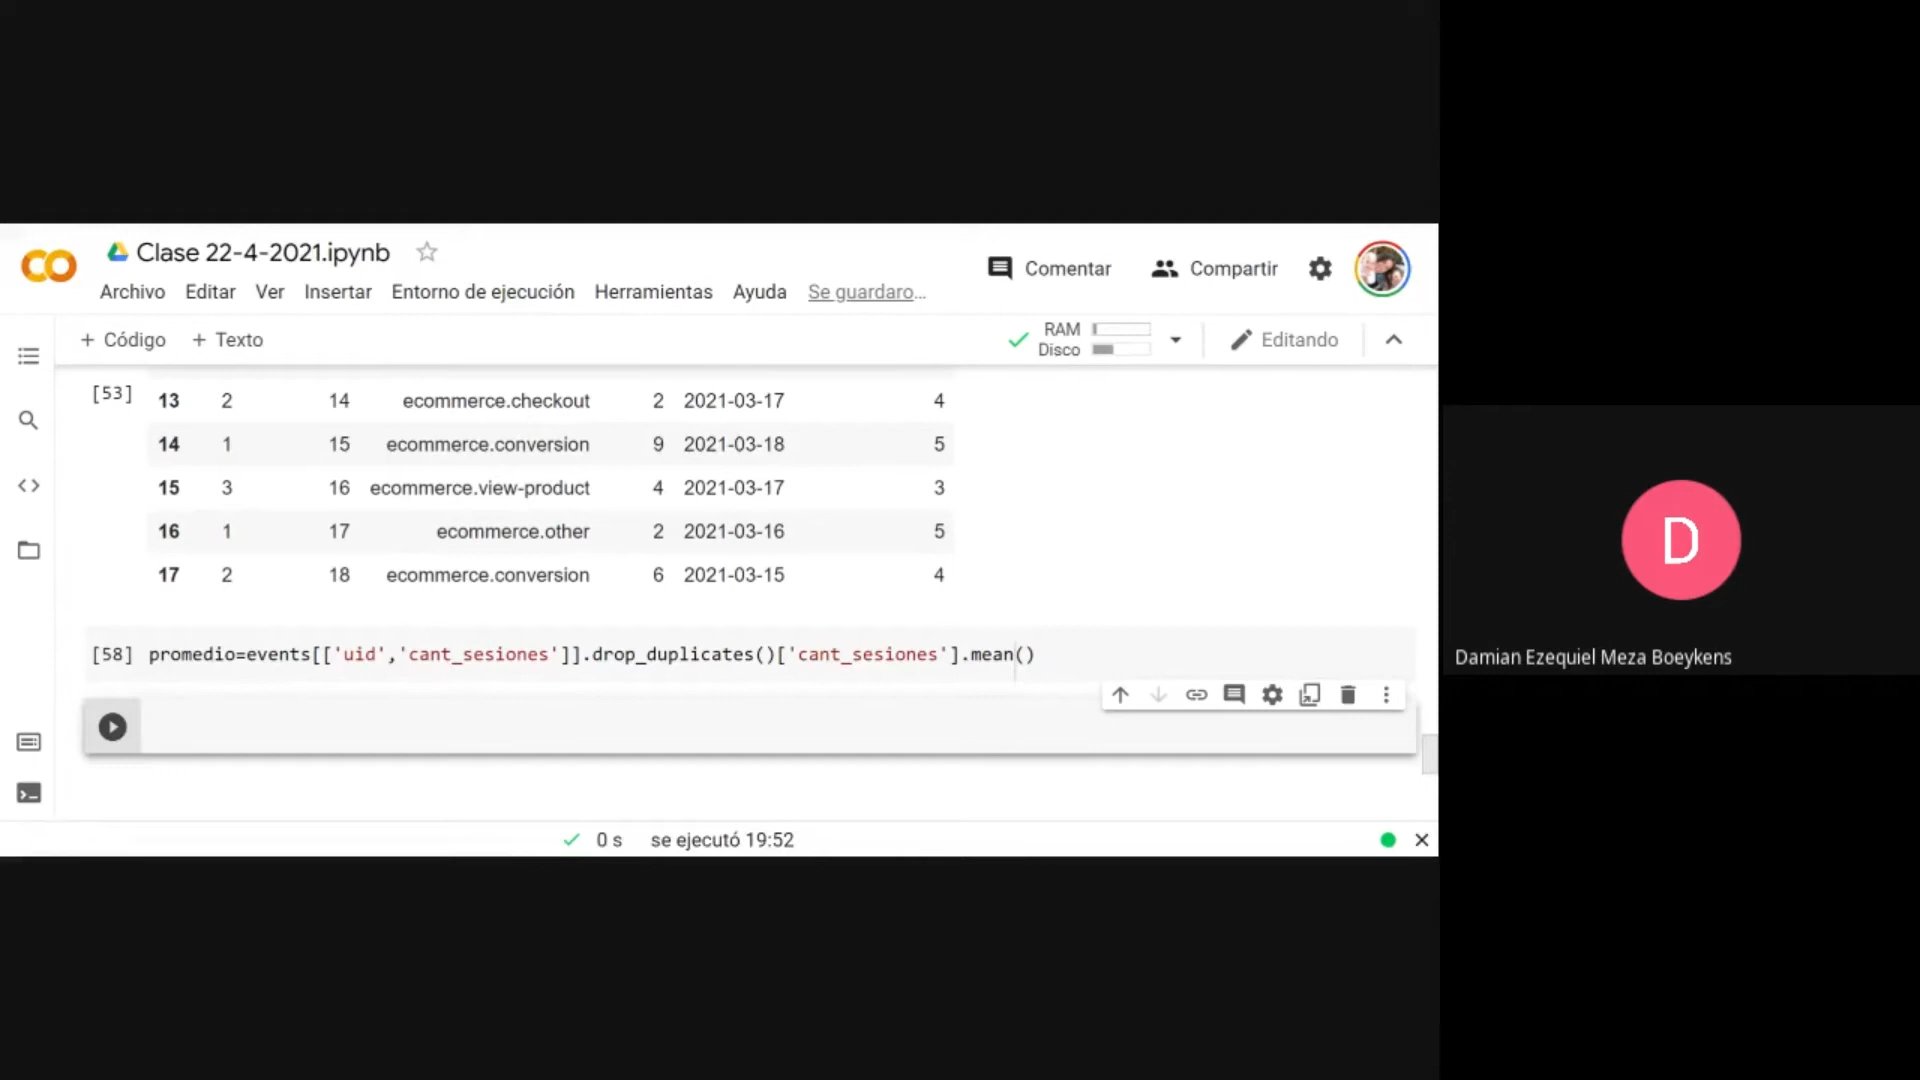 Clase 22-4-2021.ipynb
Comentar
Compartir
Archivo Editar Ver Insertar Entorno de ejecución Herramientas Ayuda Se guardaro...
+ Código + Texto
RAM
Disco
Editando
[53] 13 2 14 ecommerce.checkout 2 2021-03-17 4
14 1 15 ecommerce.conversion 9 2021-03-18 5
15 3 16 ecommerce.view-product 4 2021-03-17 3
16 1 17 ecommerce.other 2 2021-03-16 5
17 2 18 ecommerce.conversion 6 2021-03-15 4
[58] promedio=events[['uid','cant_sesiones']].drop_duplicates()['cant_sesiones'].mean()
0 s se ejecutó 19:52
D
Damian Ezequiel Meza Boeykens